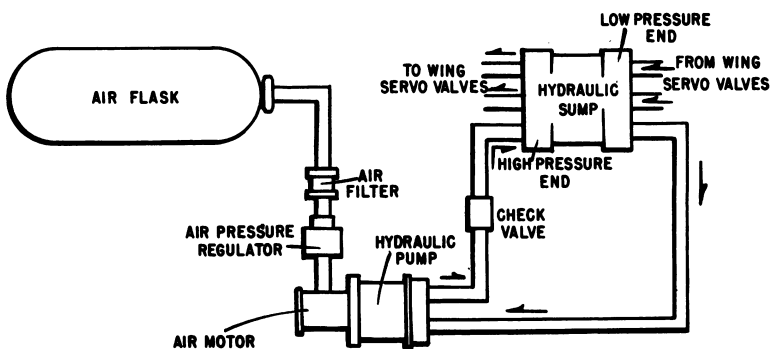 LOW PRESSURE
END
TO WING
SERVO VALVES
FROM WING
SERVO VALVES
HYDRAULIC
SUMP
AIR FLASK
HIGH PRESSURE
END
AIR
FILTER
CHECK
VALVE
AIR PRESSURE
REGULATOR
HYDRAULIC
PUMP
AIR MOTOR